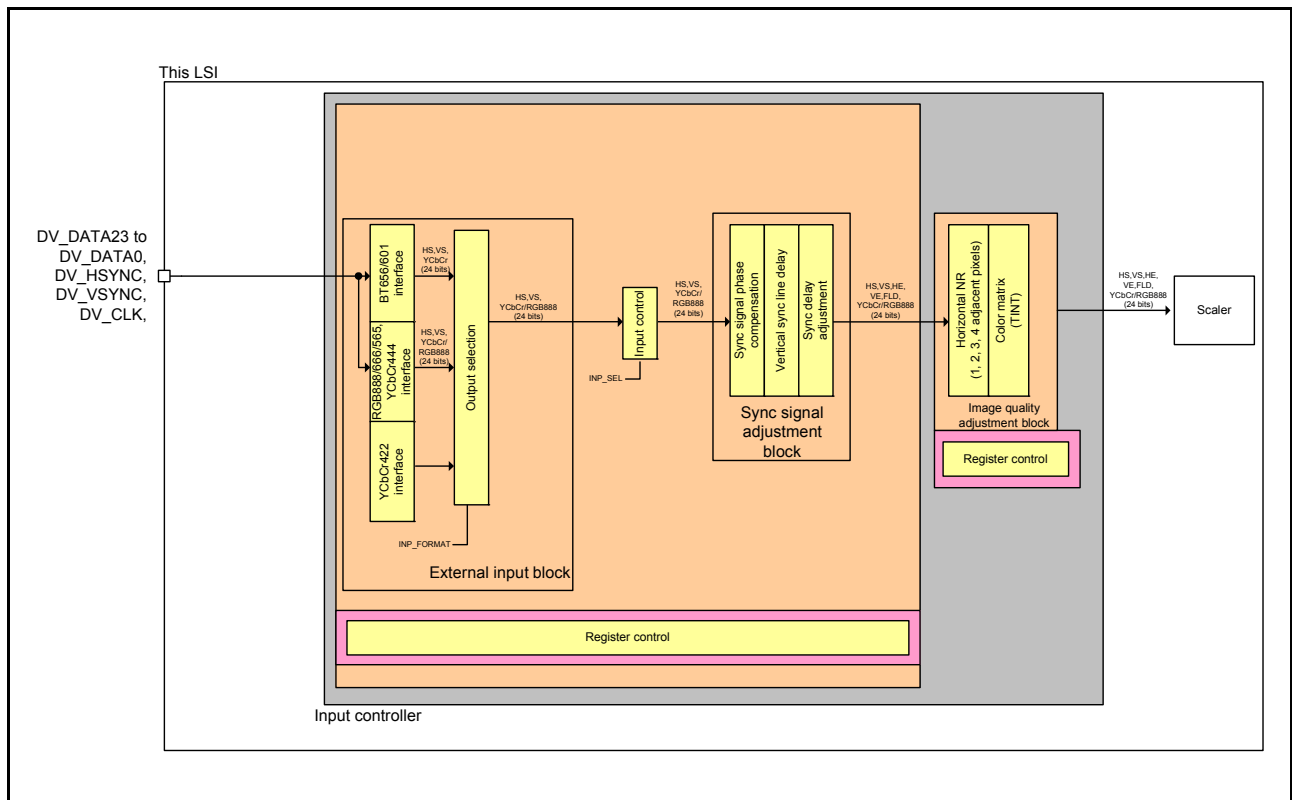 This LSI
DV_DATA23 to
DV_DATA0,
DV_HSYNC,
DV_VSYNC,
DV_CLK,
BT656/601
interface
HS,VS,
YCbCr
(24 bits)
RGB888/666/565,
YCbCr444
interface
HS,VS,
YCbCr/
RGB888
(24 bits)
YCbCr422
interface
Output selection
INP_FORMAT
External input block
HS,VS,
YCbCr/RGB888
(24 bits)
Input control
INP_SEL
HS,VS,
YCbCr/
RGB888
(24 bits)
Sync signal phase
compensation
Vertical sync line delay
Sync delay
adjustment
Sync signal
adjustment
block
HS,VS,HE,
VE,FLD,
YCbCr/RGB888
(24 bits)
Horizontal NR
(1, 2, 3, 4 adjacent pixels)
Color matrix
(TINT)
Image quality
adjustment block
Register control
HS,VS,HE,
VE,FLD,
YCbCr/RGB888
(24 bits)
Scaler
Register control
Input controller